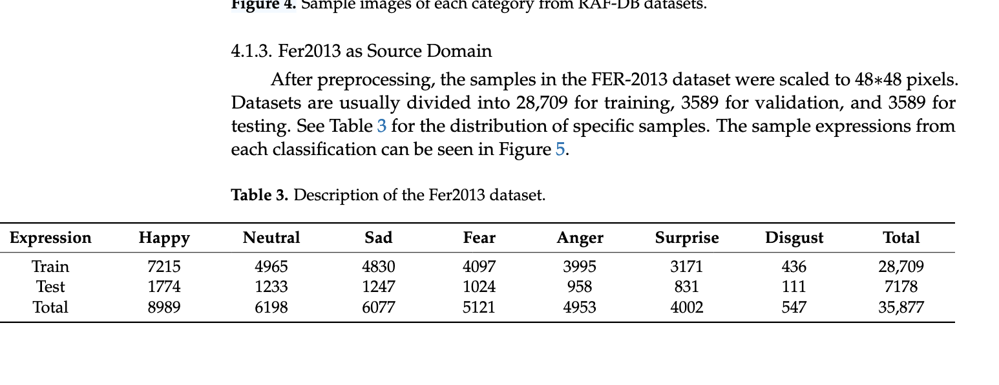 Figure 4. Sample images of each category from RAF-DB datasets.
4.1.3. Fer2013 as Source Domain
After preprocessing, the samples in the FER-2013 dataset were scaled to 48*48 pixels.
Datasets are usually divided into 28,709 for training, 3589 for validation, and 3589 for
testing. See Table 3 for the distribution of specific samples. The sample expressions from
each classification can be seen in Figure 5.
Table 3. Description of the Fer2013 dataset.
Expression Happy Neutral Sad Fear Anger Surprise Disgust Total
Train 7215 4965 4830 4097 3995 3171 436 28,709
Test 1774 1233 1247 1024 958 831 111 7178
Total 8989 6198 6077 5121 4953 4002 547 35,877